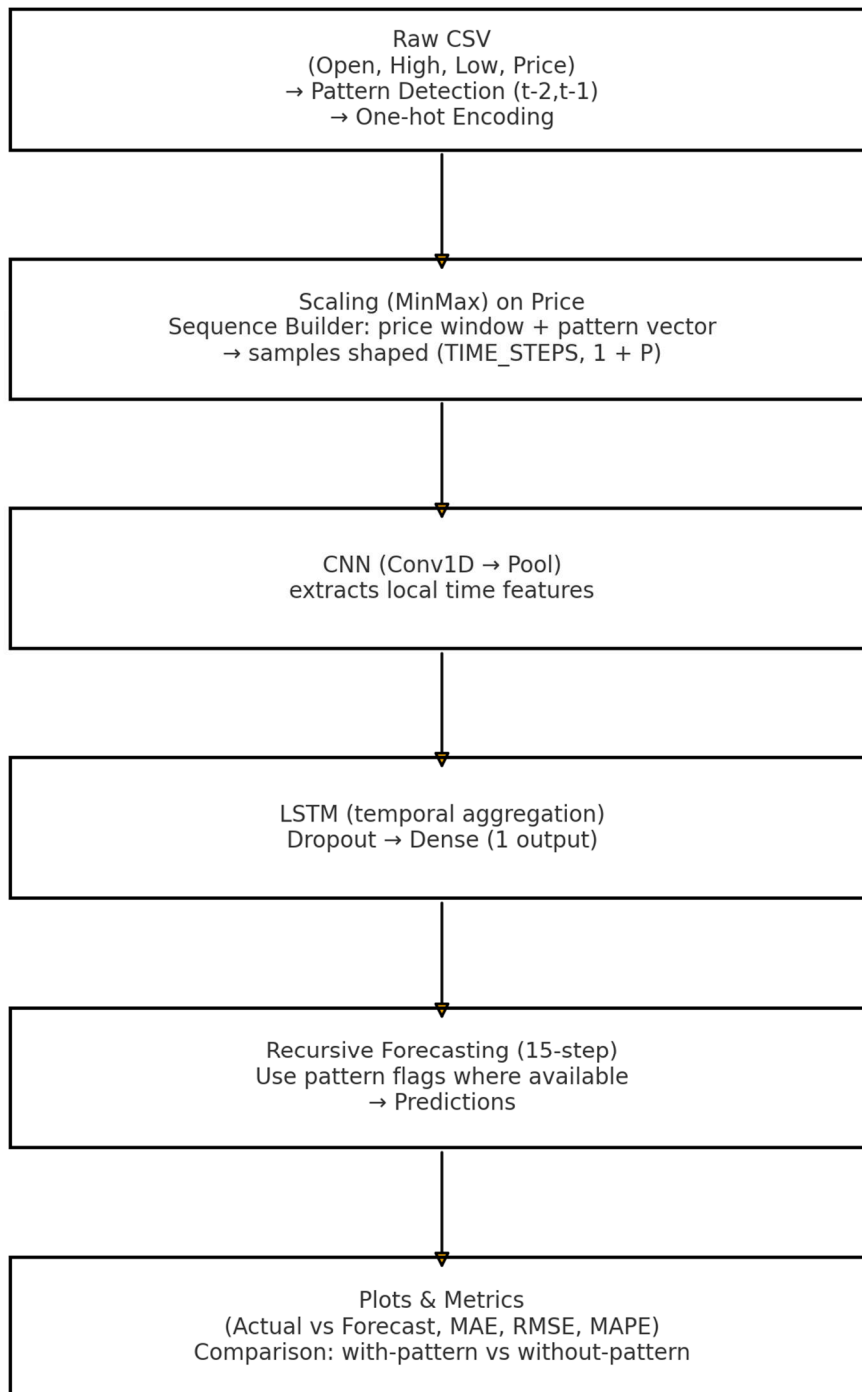 Raw CSV
(Open, High, Low, Price)
→ Pattern Detection (t-2,t-1)
→ One-hot Encoding
Scaling (MinMax) on Price
Sequence Builder: price window + pattern vector
→ samples shaped (TIME_STEPS, 1 + P)
CNN (Conv1D → Pool)
extracts local time features
LSTM (temporal aggregation)
Dropout → Dense (1 output)
Recursive Forecasting (15-step)
Use pattern flags where available
→ Predictions
Plots & Metrics
(Actual vs Forecast, MAE, RMSE, MAPE)
Comparison: with-pattern vs without-pattern